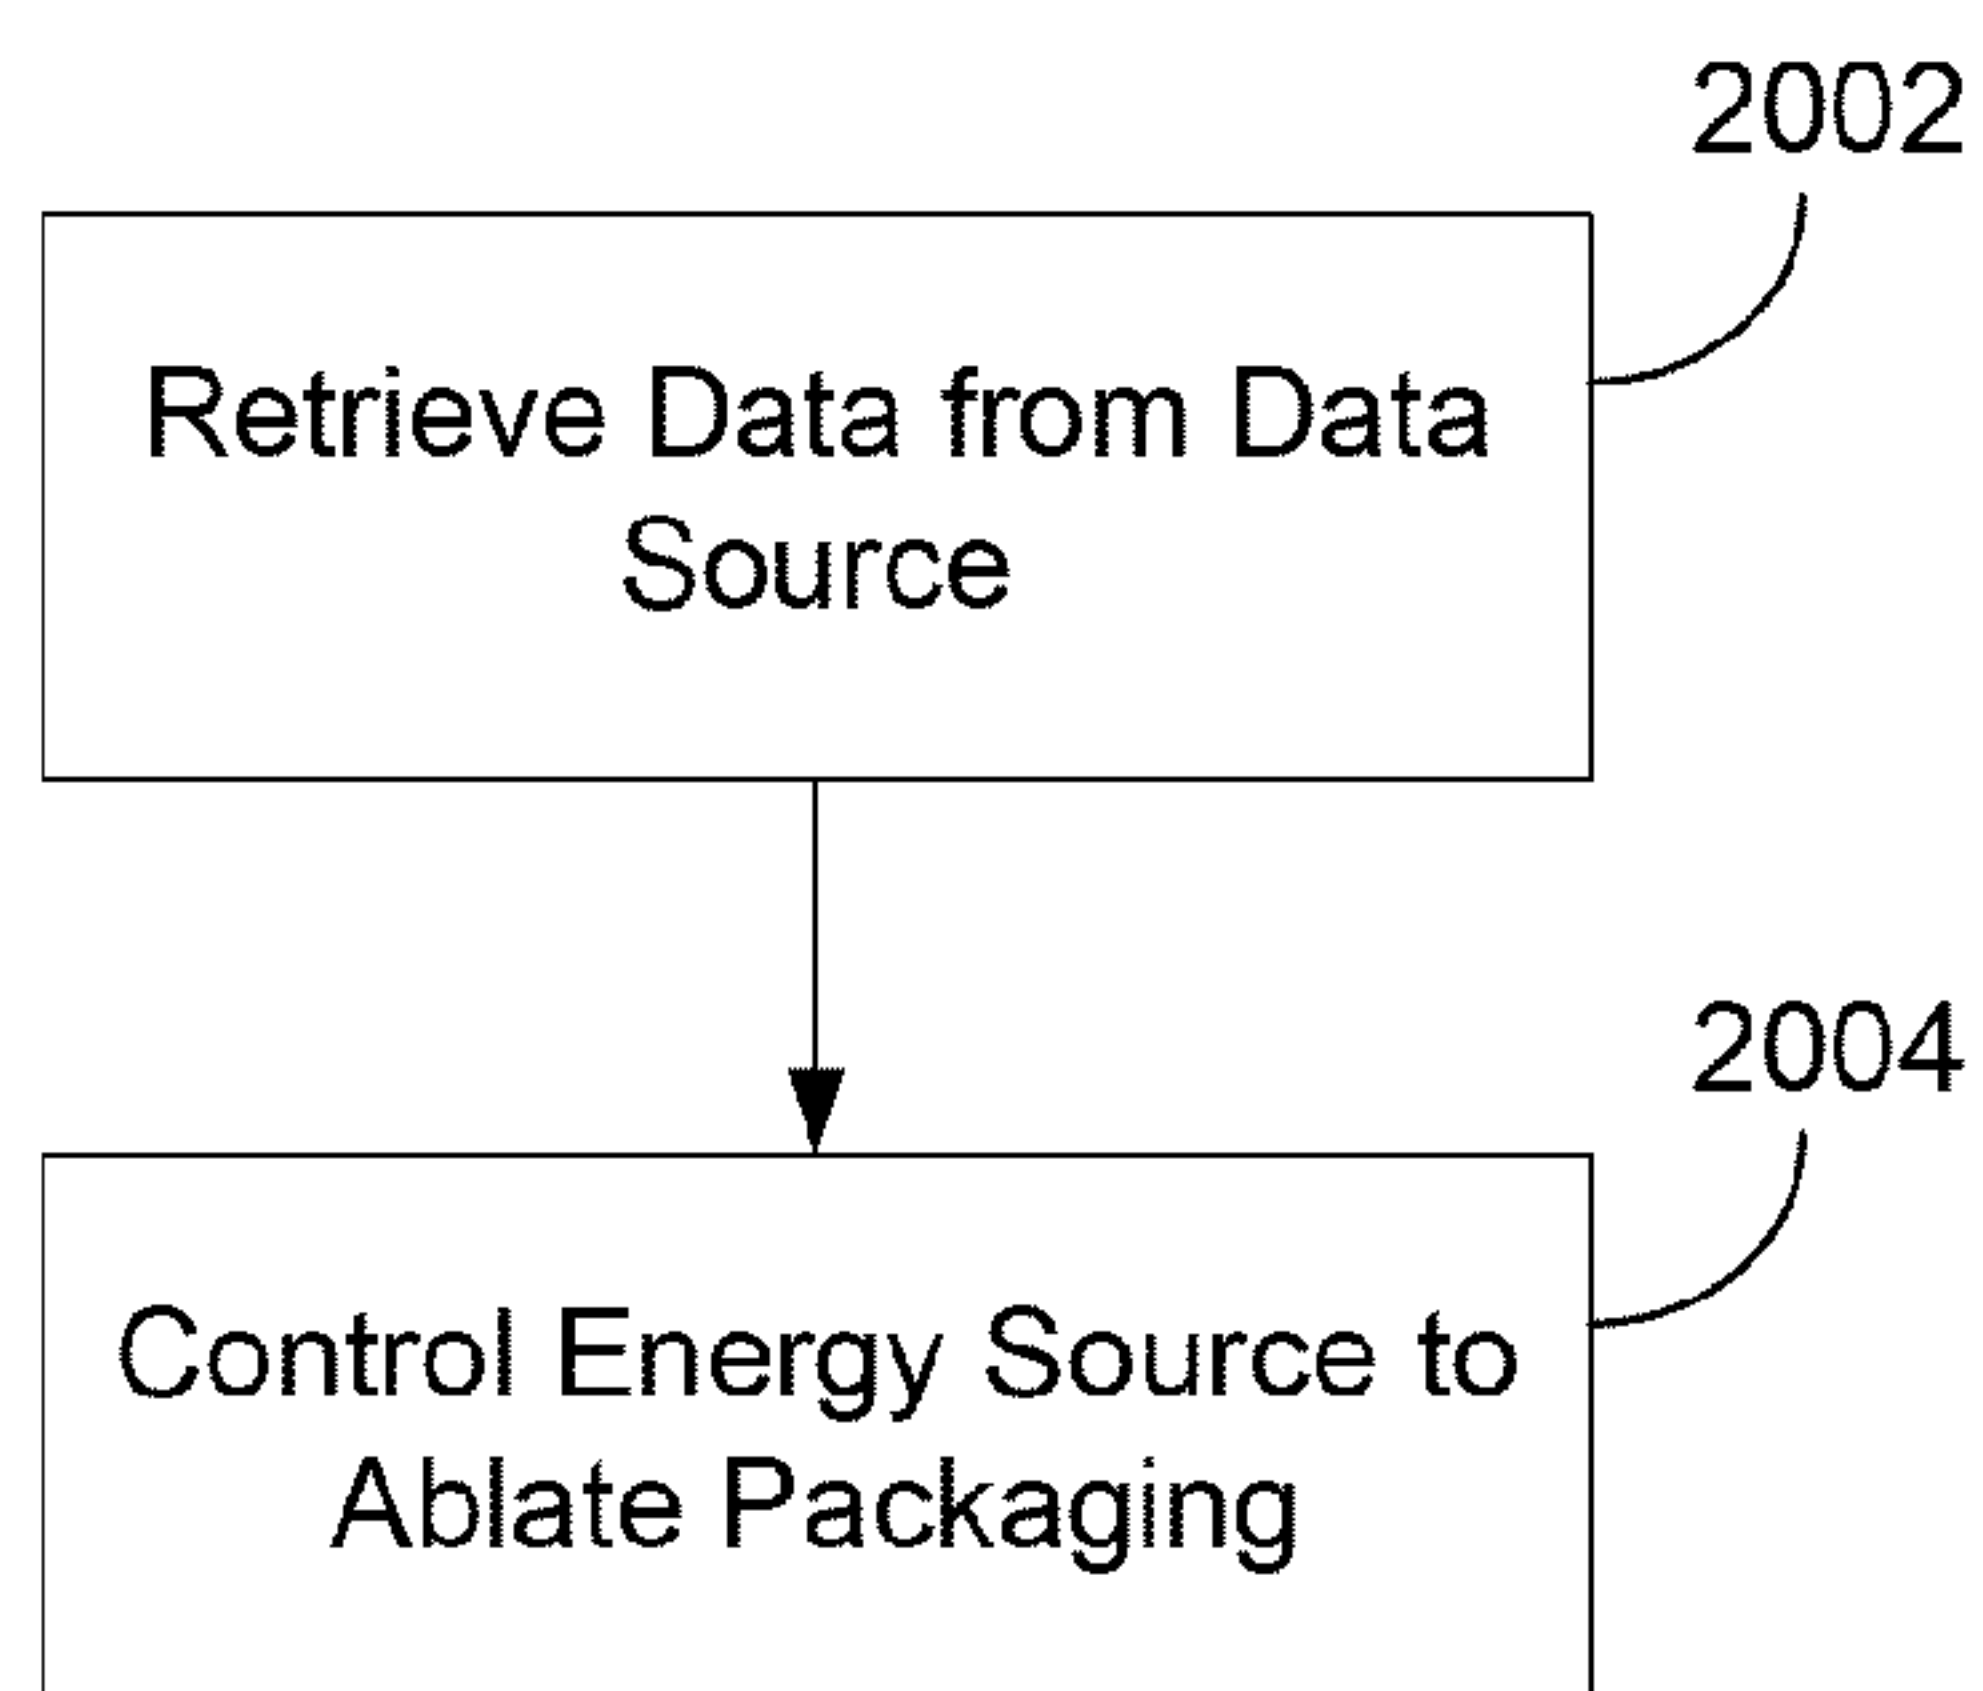 2002
Retrieve Data from Data
Source
2004
Control Energy Source to
Ablate Packaging